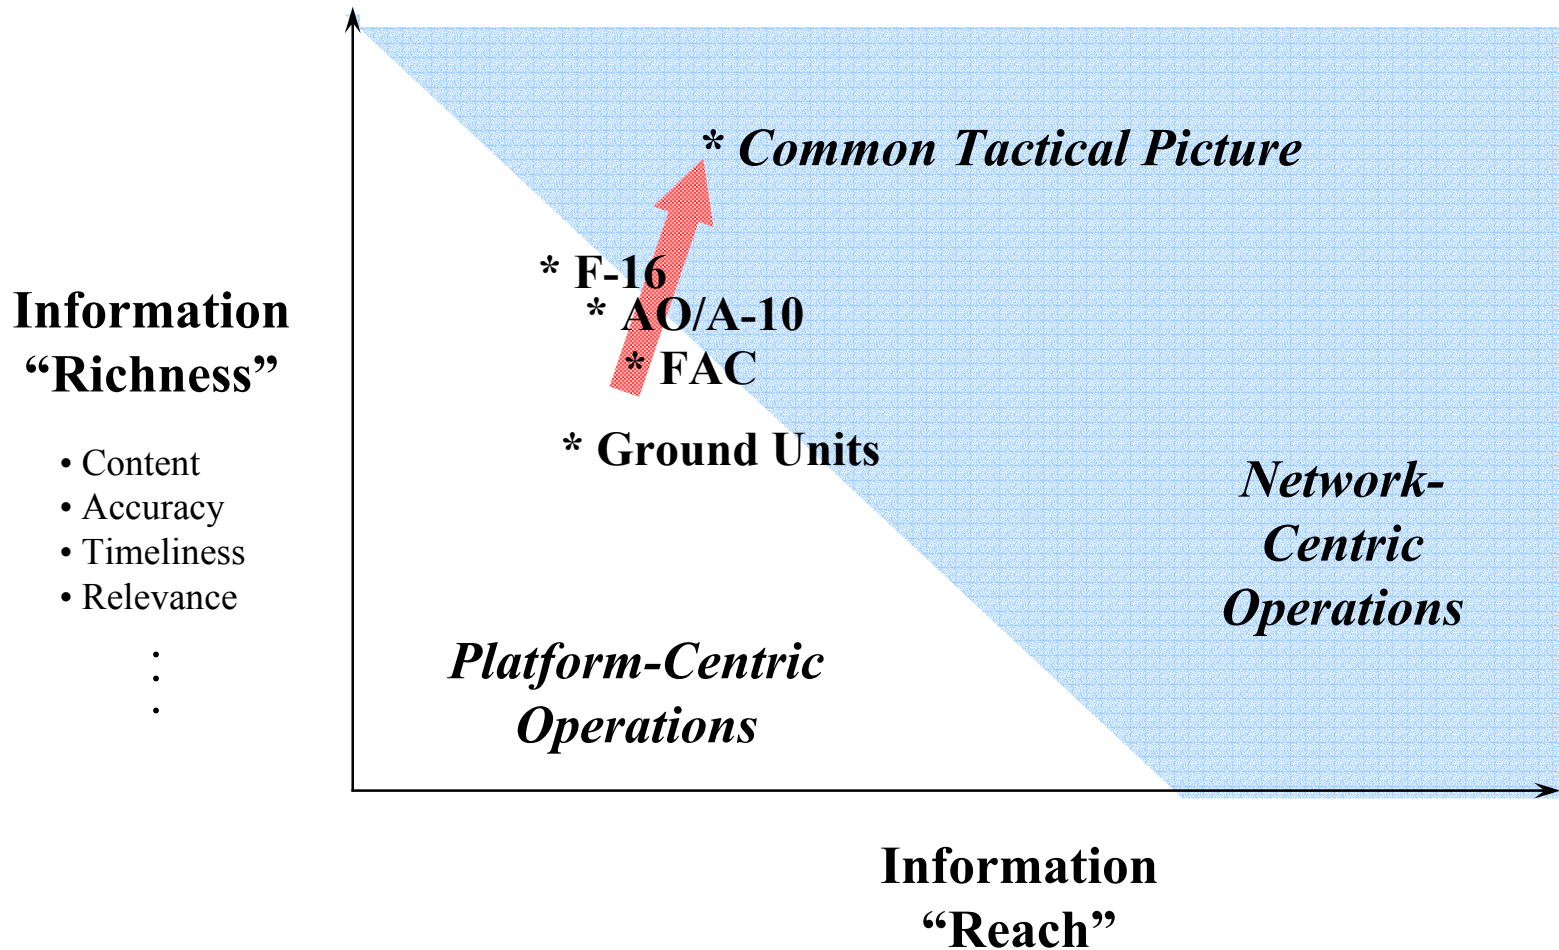 * Common Tactical Picture
* F-16
* AO/A-10
* FAC
* Ground Units
Information
“Richness”
• Content
• Accuracy
• Timeliness
• Relevance
.
.
.
Network-
Centric
Operations
Platform-Centric
Operations
Information
“Reach”